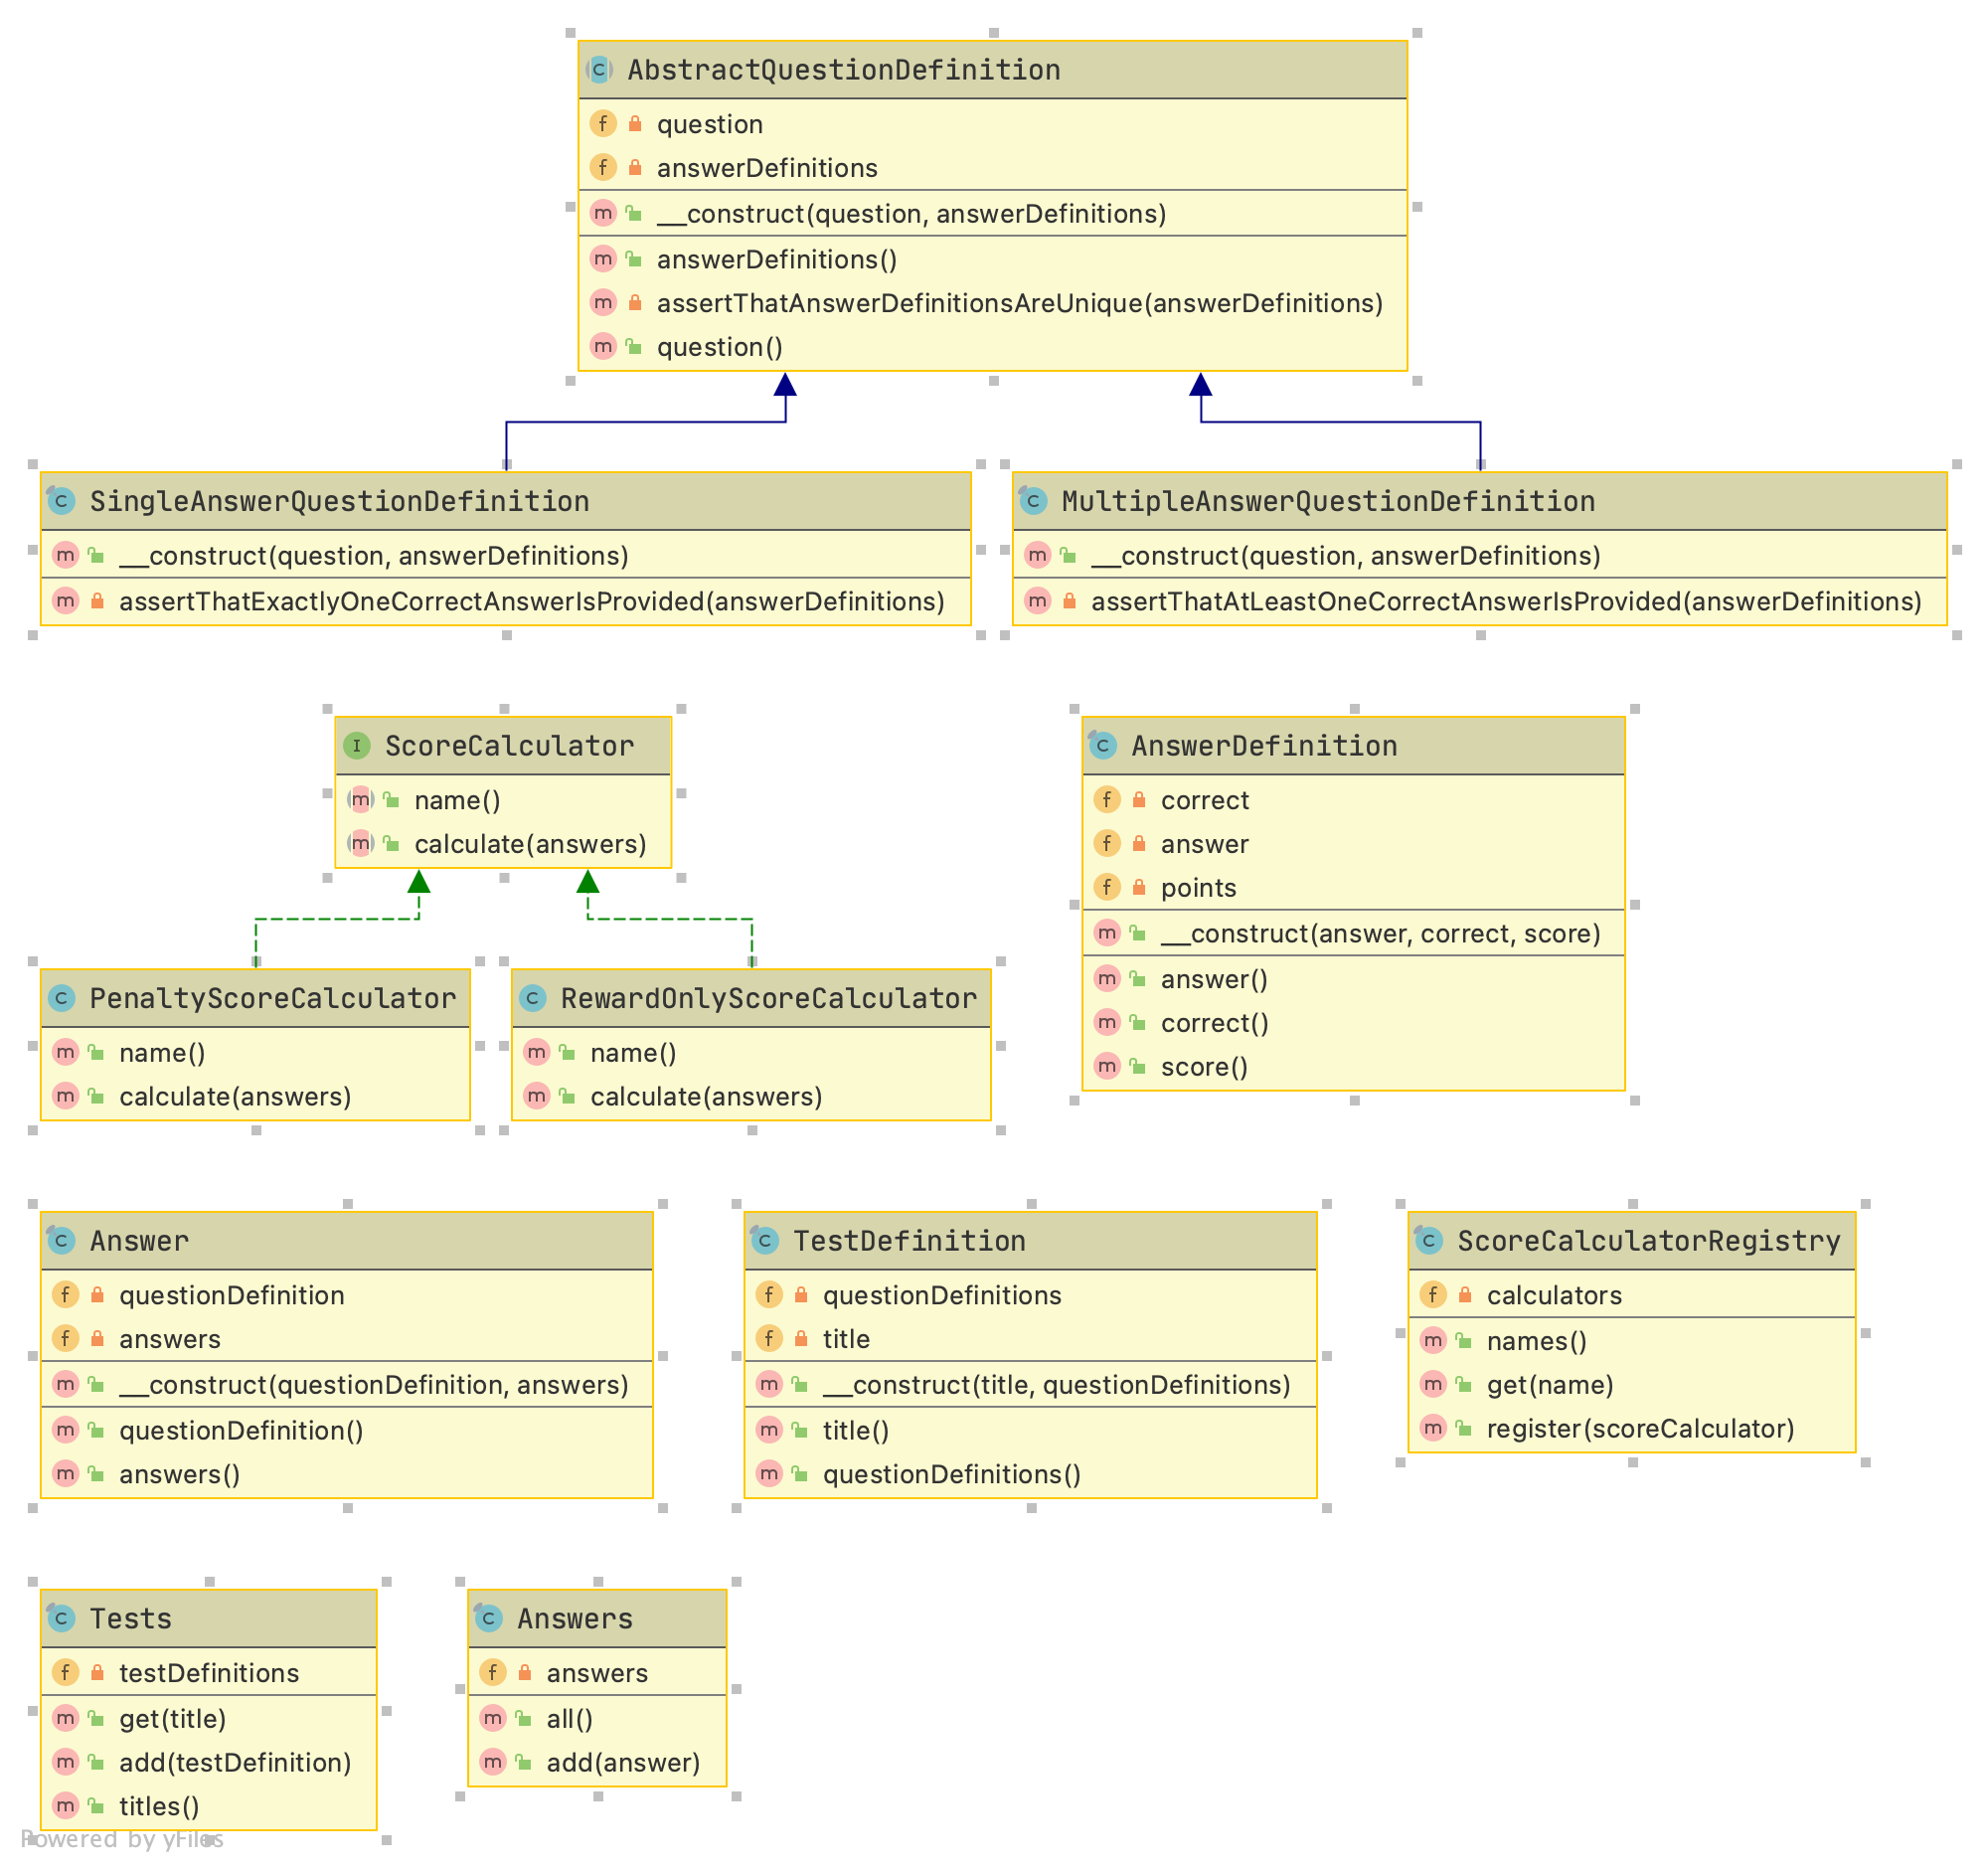 AbstractQuestionDefinition
question
answerDefinitions
__construct(question, answerDefinitions)
answerDefinitions()
assertThatAnswerDefinitionsAreUnique(answerDefinitions)
question()
SingleAnswerQuestionDefinition
__construct(question, answerDefinitions)
assertThatExactlyOneCorrectAnswerIsProvided(answerDefinitions)
MultipleAnswerQuestionDefinition
__construct(question, answerDefinitions)
assertThatAtLeastOneCorrectAnswerIsProvided(answerDefinitions)
ScoreCalculator
name()
calculate(answers)
AnswerDefinition
correct
answer
points
__construct(answer, correct, score)
answer()
correct()
score()
PenaltyScoreCalculator
name()
calculate(answers)
RewardOnlyScoreCalculator
name()
calculate(answers)
Answer
questionDefinition
answers
__construct(questionDefinition, answers)
questionDefinition()
answers()
TestDefinition
questionDefinitions
title
__construct(title, questionDefinitions)
title()
questionDefinitions()
ScoreCalculatorRegistry
calculators
names()
get(name)
register(scoreCalculator)
Tests
testDefinitions
get(title)
add(testDefinition)
titles()
Answers
answers
all()
add(answer)
Powered by yFiles